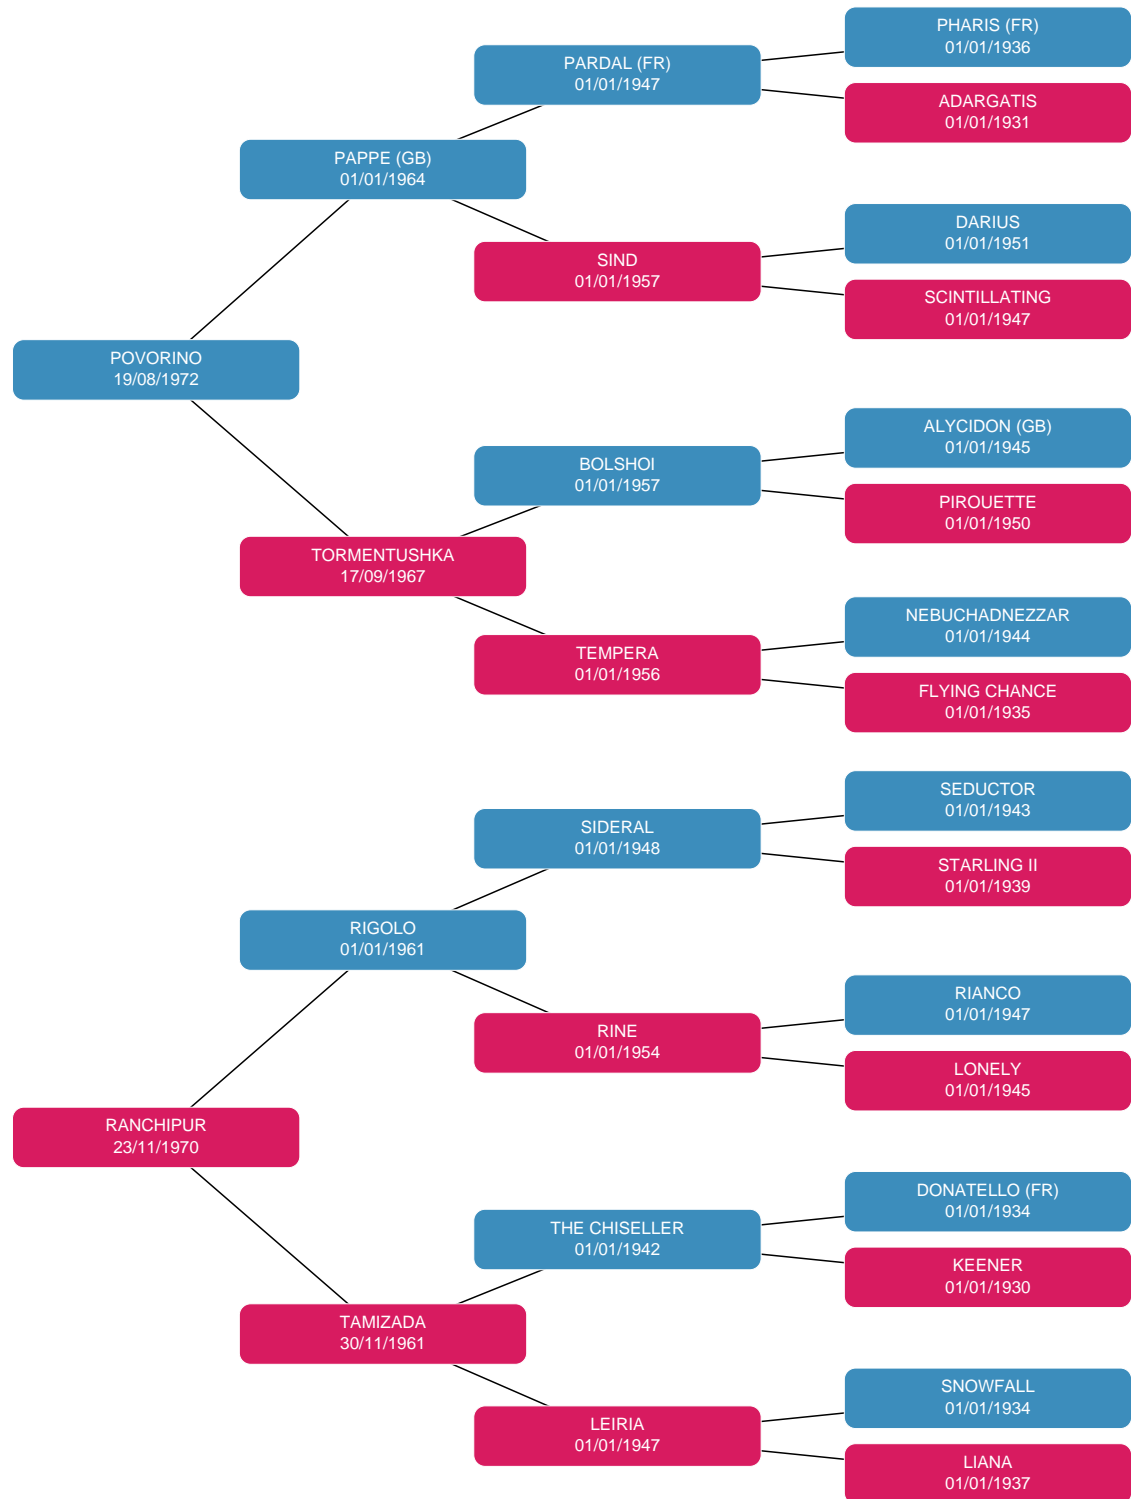 PHARIS (FR)
01/01/1936
PARDAL (FR)
01/01/1947
ADARGATIS
01/01/1931
PAPPE (GB)
01/01/1964
DARIUS
01/01/1951
SIND
01/01/1957
SCINTILLATING
01/01/1947
POVORINO
19/08/1972
ALYCIDON (GB)
01/01/1945
BOLSHOI
01/01/1957
PIROUETTE
01/01/1950
TORMENTUSHKA
17/09/1967
NEBUCHADNEZZAR
01/01/1944
TEMPERA
01/01/1956
FLYING CHANCE
01/01/1935
SEDUCTOR
01/01/1943
SIDERAL
01/01/1948
STARLING II
01/01/1939
RIGOLO
01/01/1961
RIANCO
01/01/1947
RINE
01/01/1954
LONELY
01/01/1945
RANCHIPUR
23/11/1970
DONATELLO (FR)
01/01/1934
THE CHISELLER
01/01/1942
KEENER
01/01/1930
TAMIZADA
30/11/1961
SNOWFALL
01/01/1934
LEIRIA
01/01/1947
LIANA
01/01/1937